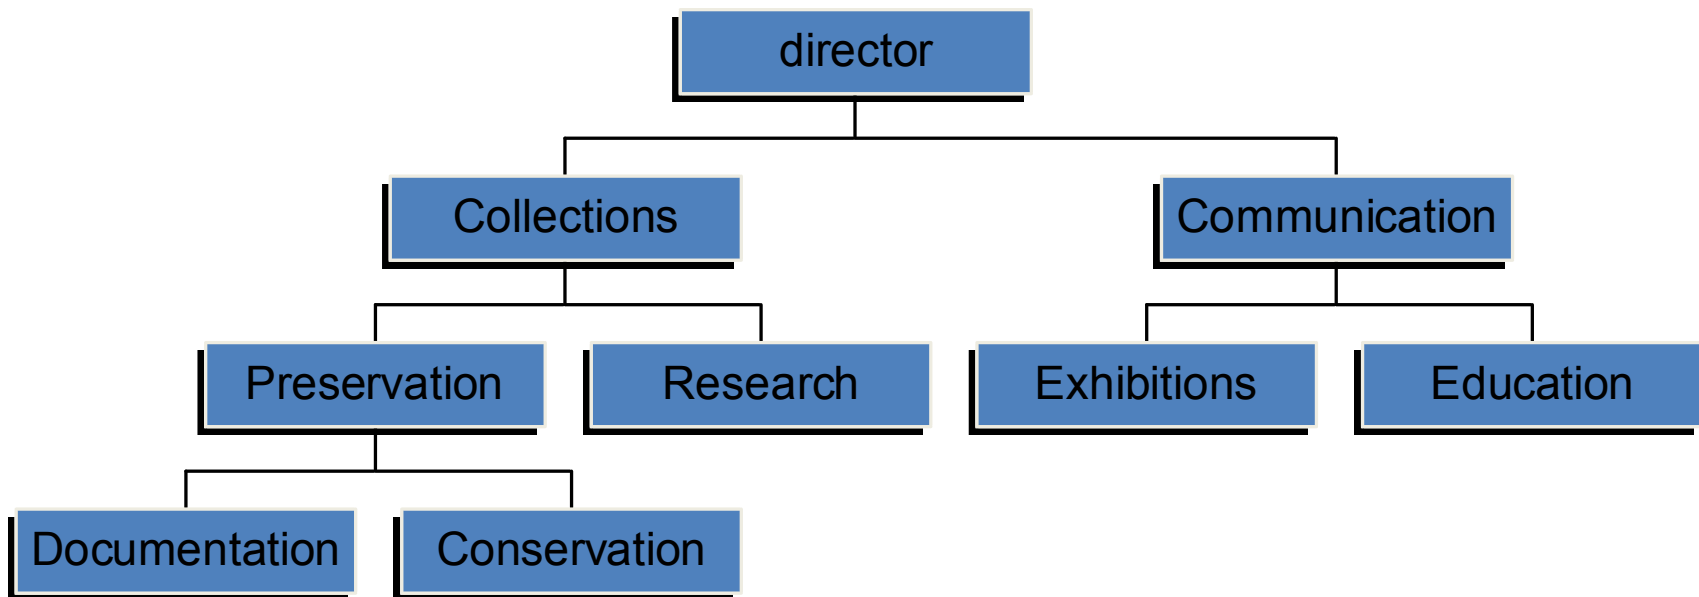 director
Collections
Communication
Preservation
Research
Exhibitions
Education
Documentation
Conservation